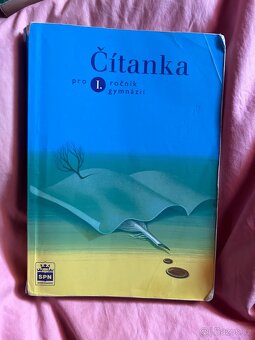 Čítanka
pro 1. ročník
gymnázií
SPN